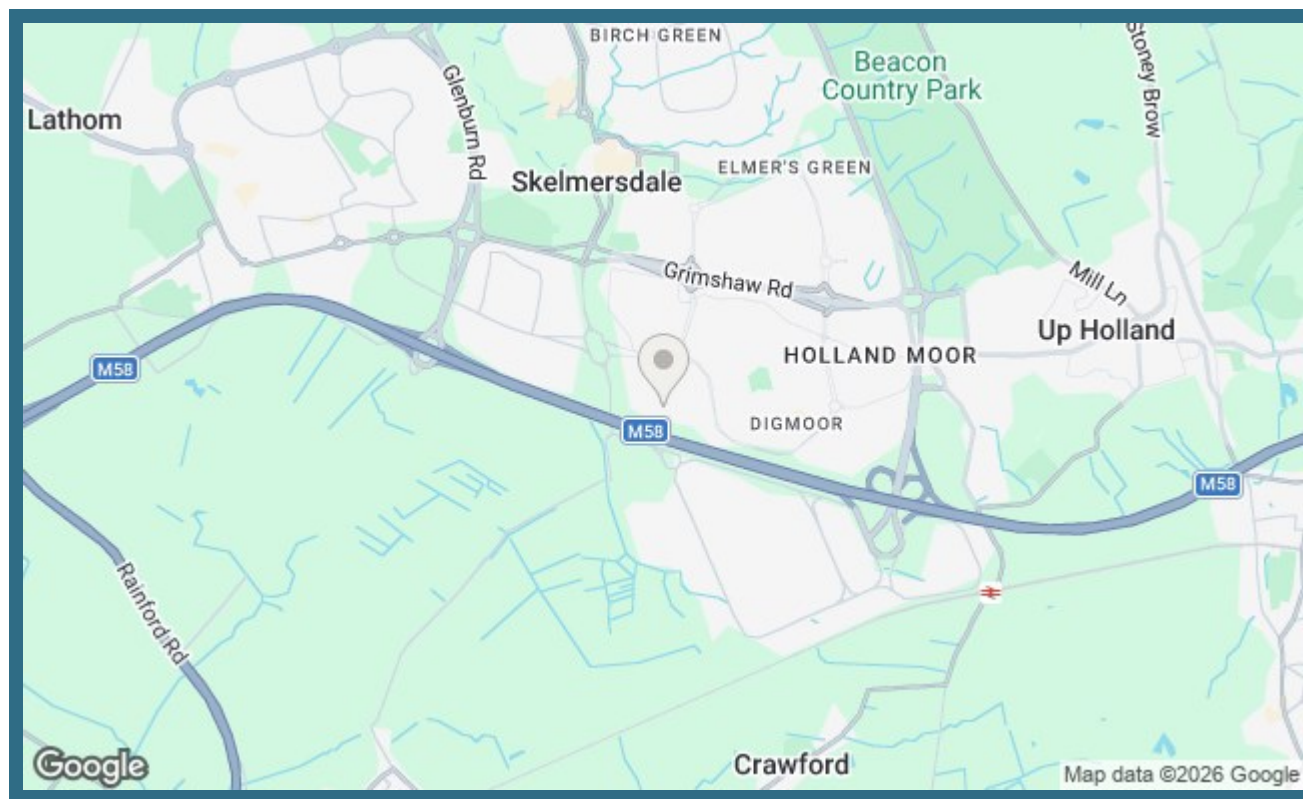 BIRCH GREEN
Beacon
Country Park
Stoney Brow
Glenburn Rd
Lathom
ELMER'S GREEN
Skelmersdale
Grimshaw Rd
Mill Ln
Up Holland
HOLLAND MOOR
M58
DIGMOOR
M58
M58
Rainford Rd
Crawford
Google
Map data ©2026 Google